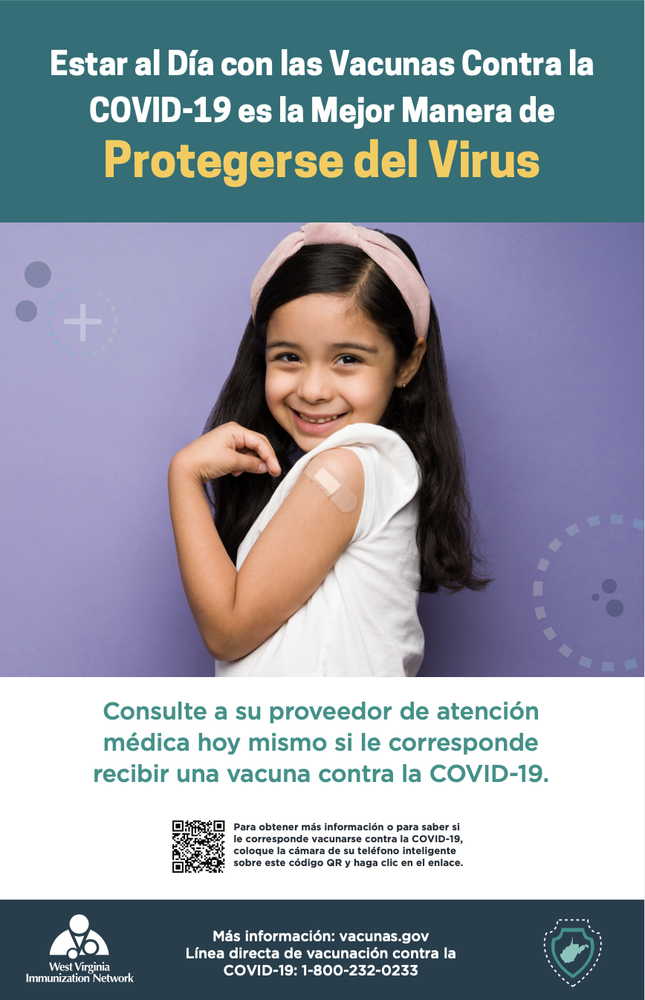 Estar al Día con las Vacunas Contra la
COVID-19 es la Mejor Manera de
Protegerse del Virus
Consulte a su proveedor de atención
médica hoy mismo si le corresponde
recibir una vacuna contra la COVID-19.
Para obtener más información o para saber si
le corresponde vacunarse contra la COVID-19,
coloque la cámara de su teléfono inteligente
sobre este código QR y haga clic en el enlace.
West Virginia
Immunization Network
Más información: vacunas.gov
Línea directa de vacunación contra la
COVID-19: 1-800-232-0233